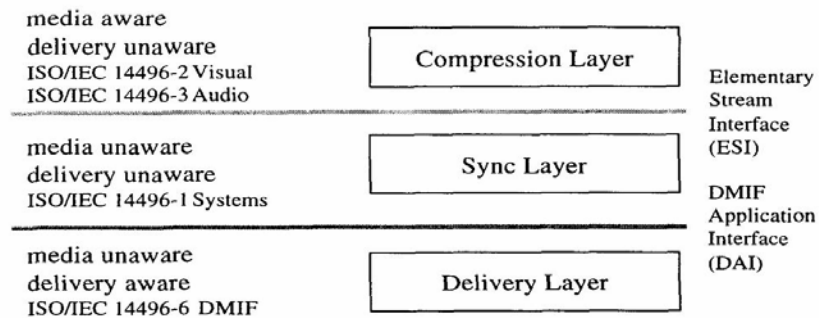 media aware
delivery unaware
ISO/IEC 14496-2 Visual
ISO/IEC 14496-3 Audio
Compression Layer
Elementary
Stream
Interface
(ESI)
media unaware
delivery unaware
ISO/IEC 14496-1 Systems
Sync Layer
DMIF
Application
Interface
(DAI)
media unaware
delivery aware
ISO/IEC 14496-6 DMIF
Delivery Layer